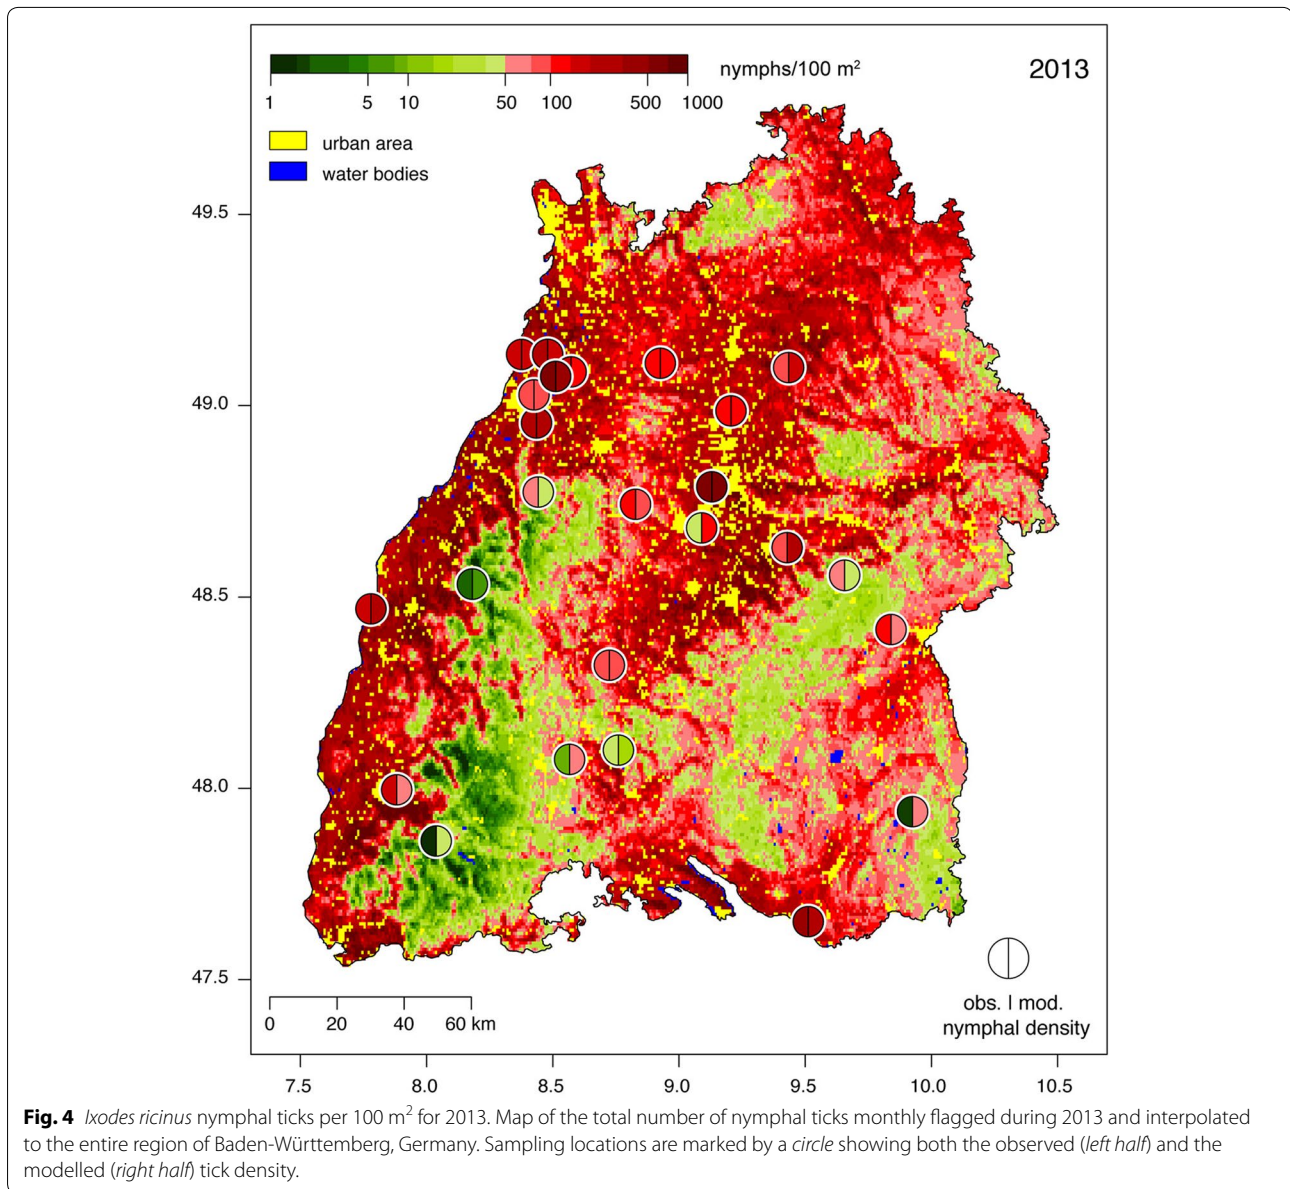 nymphs/100 m²
2013
1 5 10 50 100 500 1000
urban area
water bodies
49.5
49.0
48.5
48.0
47.5
0 20 40 60 km
obs. | mod.
nymphal density
7.5 8.0 8.5 9.0 9.5 10.0 10.5
Fig. 4 Ixodes ricinus nymphal ticks per 100 m² for 2013. Map of the total number of nymphal ticks monthly flagged during 2013 and interpolated
to the entire region of Baden-Württemberg, Germany. Sampling locations are marked by a circle showing both the observed (left half) and the
modelled (right half) tick density.